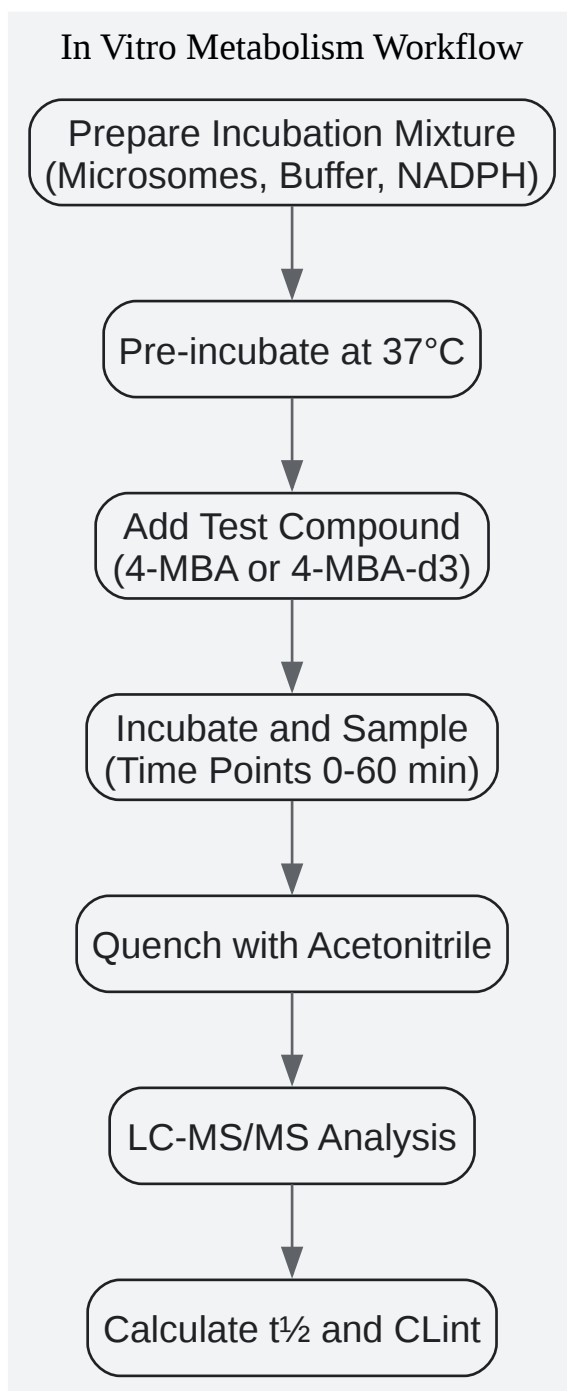 In Vitro Metabolism Workflow
Prepare Incubation Mixture
(Microsomes, Buffer, NADPH)
Pre-incubate at 37°C
Add Test Compound
(4-MBA or 4-MBA-d3)
Incubate and Sample
(Time Points 0-60 min)
Quench with Acetonitrile
LC-MS/MS Analysis
Calculate t½ and CLint